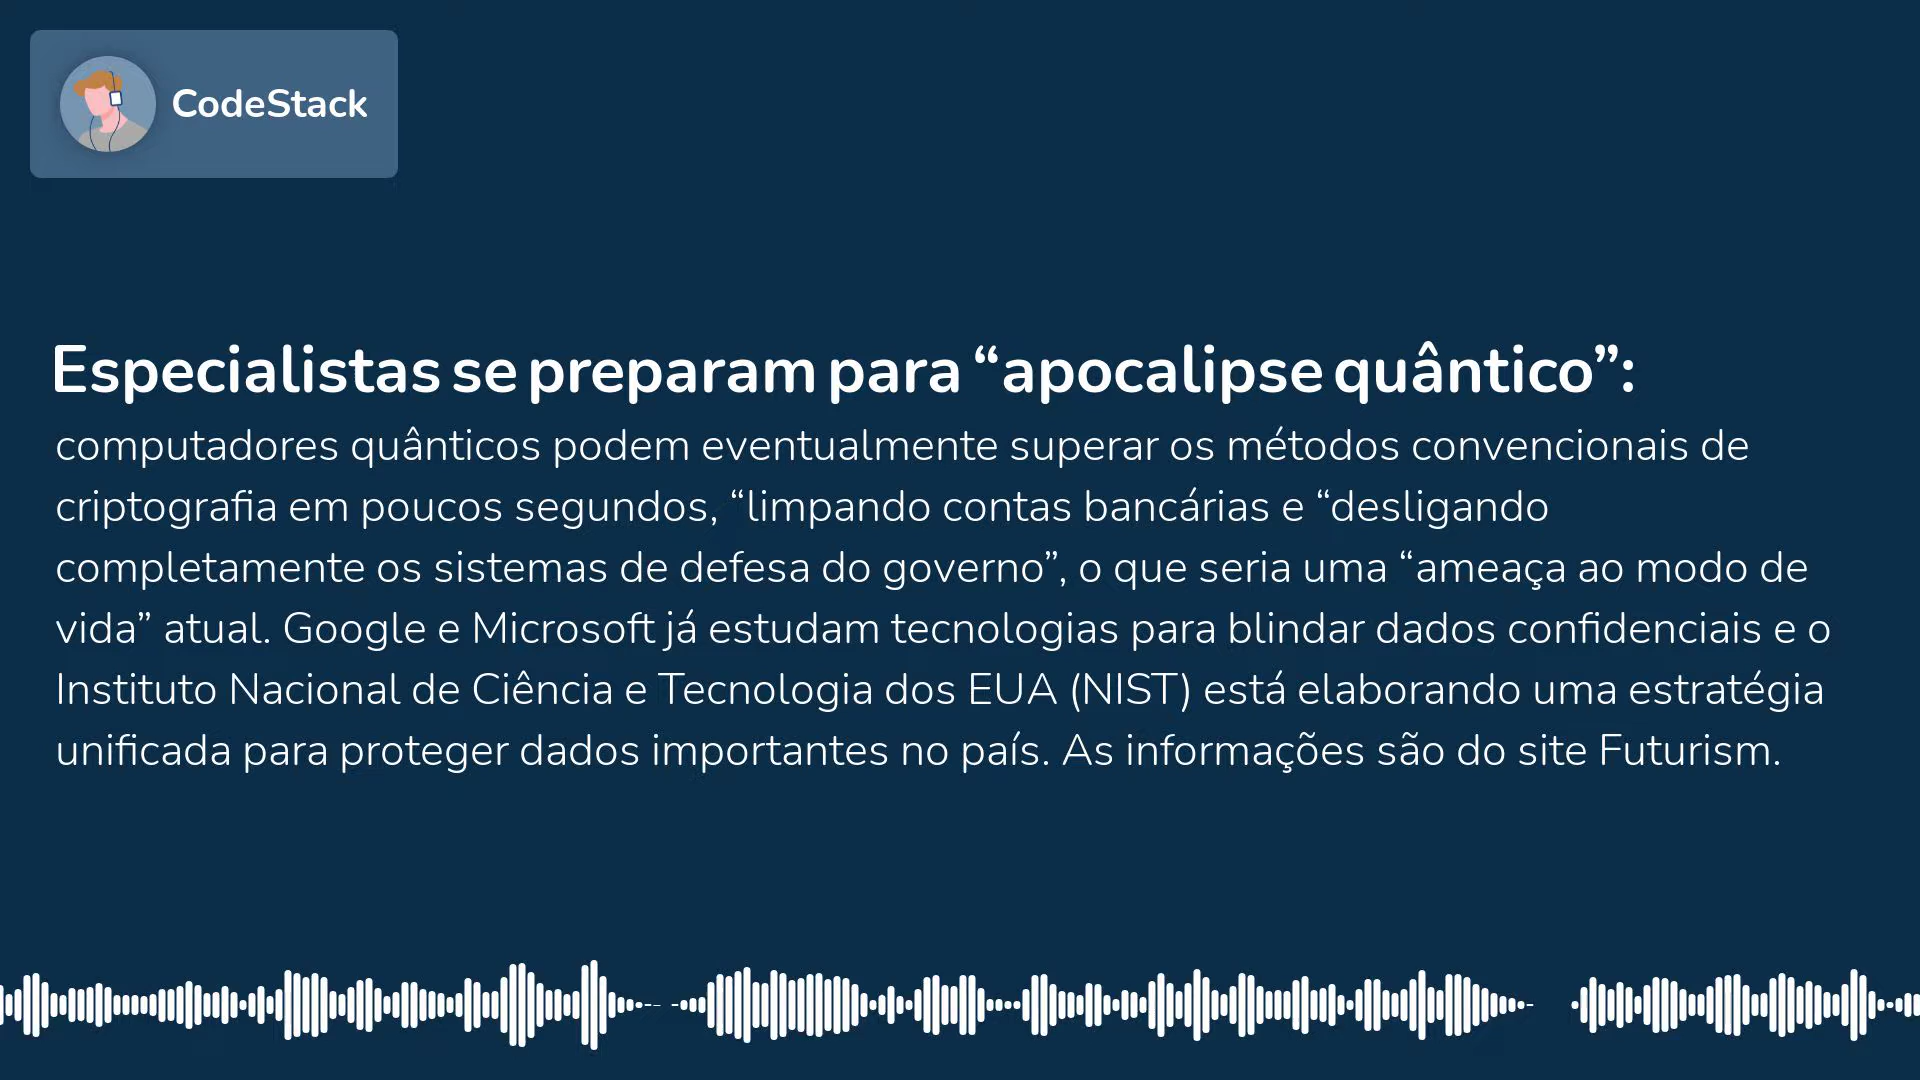 CodeStack
Especialistas se preparam para “apocalipse quântico”:
computadores quânticos podem eventualmente superar os métodos convencionais de
criptografia em poucos segundos, “limpando contas bancárias e “desligando
completamente os sistemas de defesa do governo”, o que seria uma “ameaça ao modo de
vida” atual. Google e Microsoft já estudam tecnologias para blindar dados confidenciais e o
Instituto Nacional de Ciência e Tecnologia dos EUA (NIST) está elaborando uma estratégia
unificada para proteger dados importantes no país. As informações são do site Futurism.